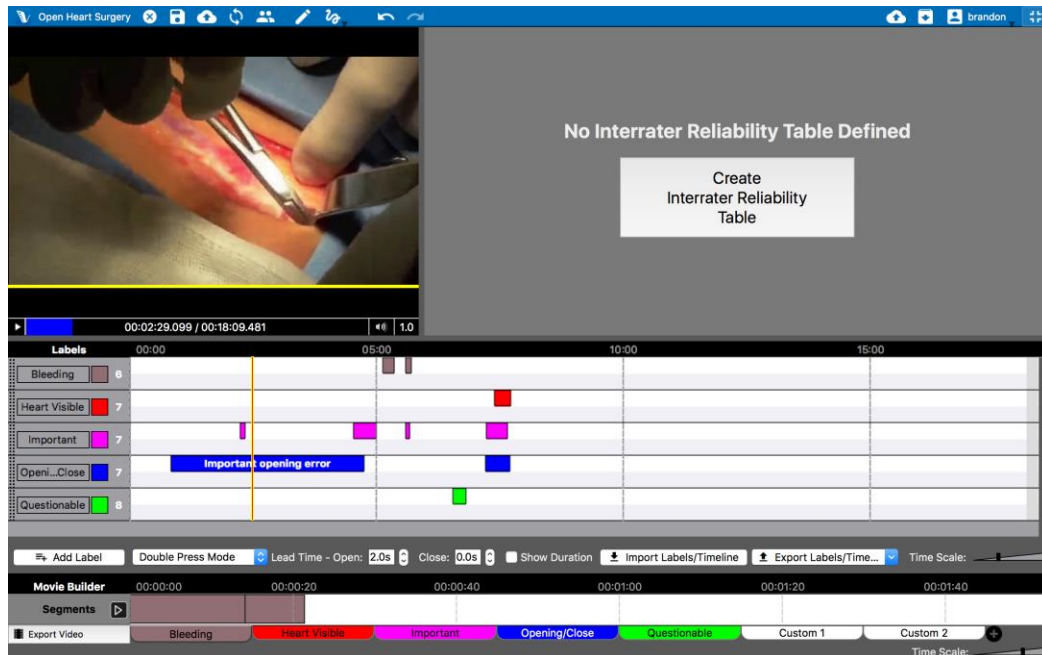 Open Heart Surgery
brandon
No Interrater Reliability Table Defined
Create
Interrater Reliability
Table
00:02:29.099 / 00:18:09.481
1.0
Labels 00:00 05:00 10:00 15:00
Bleeding 6
Heart Visible 7
Important 7
Important opening error
Openi...Close 7
Questionable 8
Add Label Double Press Mode Lead Time - Open: 2.0s Close: 0.0s Show Duration Import Labels/Timeline Export Labels/Time... Time Scale:
Movie Builder 00:00:00 00:00:20 00:00:40 00:01:00 00:01:20 00:01:40
Segments
Export Video Bleeding Heart Visible Important Opening/Close Questionable Custom 1 Custom 2
Time Scale: